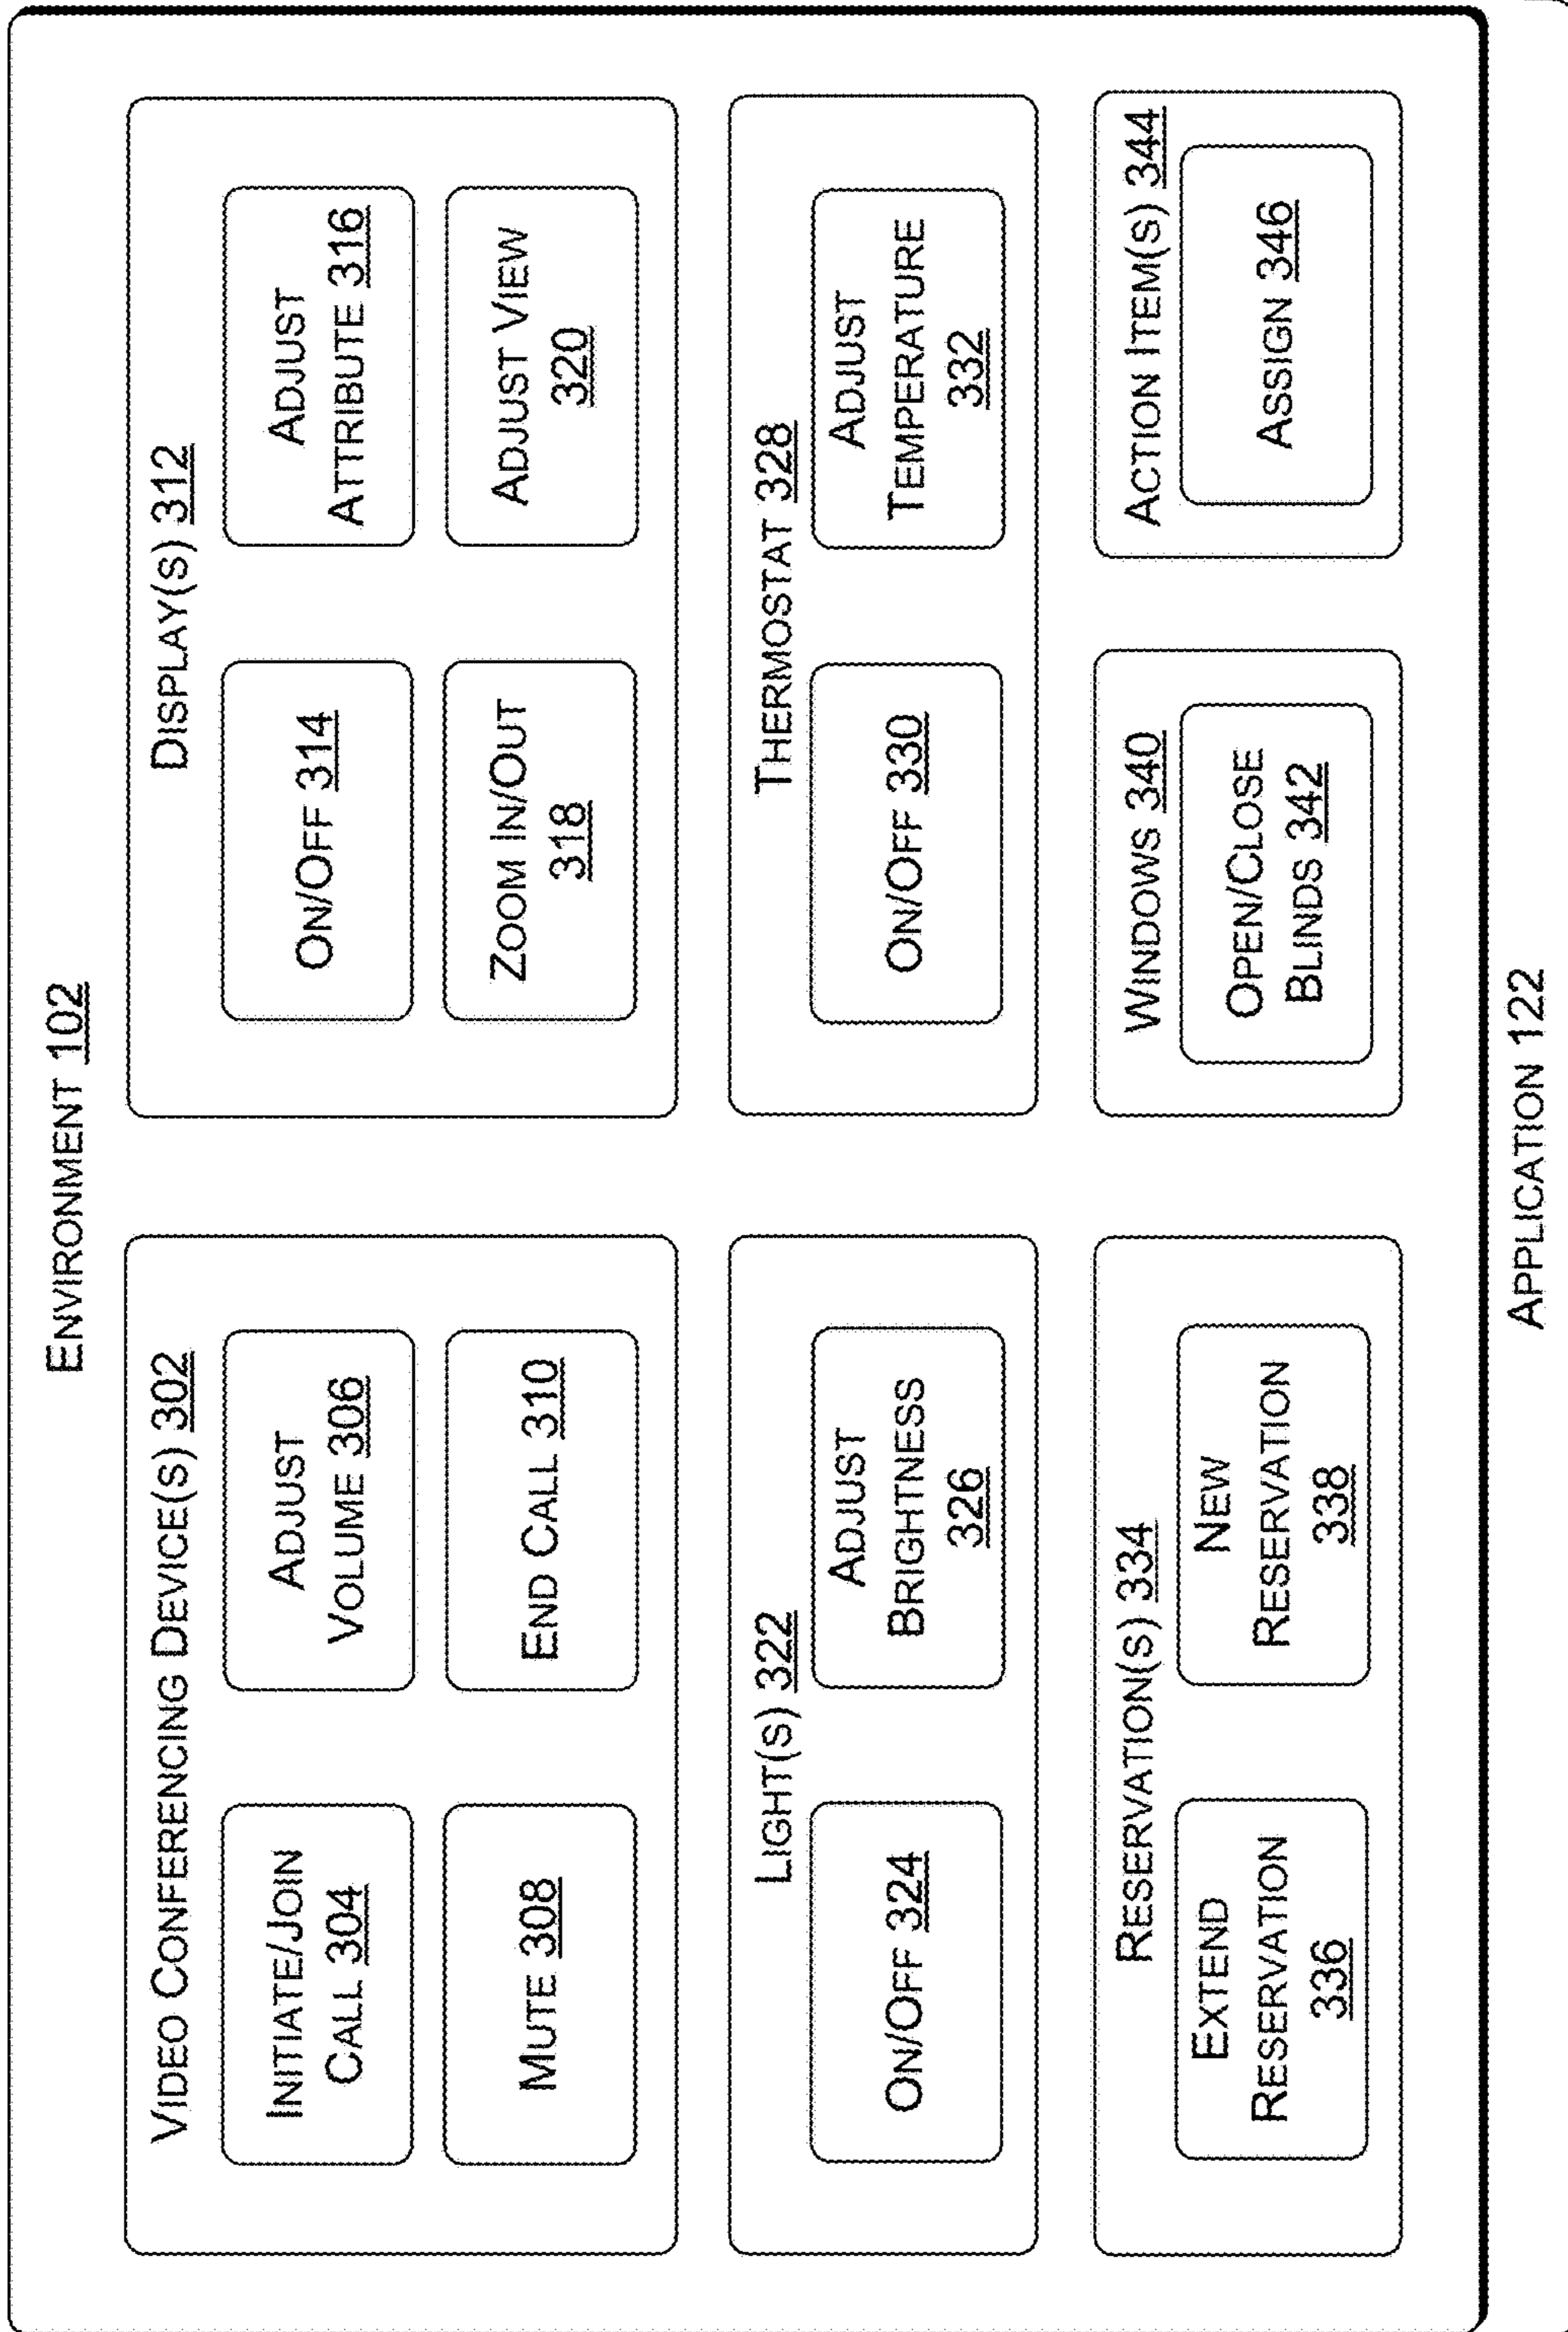 ENVIRONMENT 102
VIDEO CONFERENCING DEVICE(S) 302
INITIATE/JOIN
CALL 304
ADJUST
VOLUME 306
MUTE 308
END CALL 310
DISPLAY(S) 312
ON/OFF 314
ADJUST
ATTRIBUTE 316
ZOOM IN/OUT
318
ADJUST VIEW
320
LIGHT(S) 322
ON/OFF 324
ADJUST
BRIGHTNESS
326
THERMOSTAT 328
ON/OFF 330
ADJUST
TEMPERATURE
332
RESERVATION(S) 334
EXTEND
RESERVATION
336
NEW
RESERVATION
338
WINDOWS 340
OPEN/CLOSE
BLINDS 342
ACTION ITEM(S) 344
ASSIGN 346
APPLICATION 122